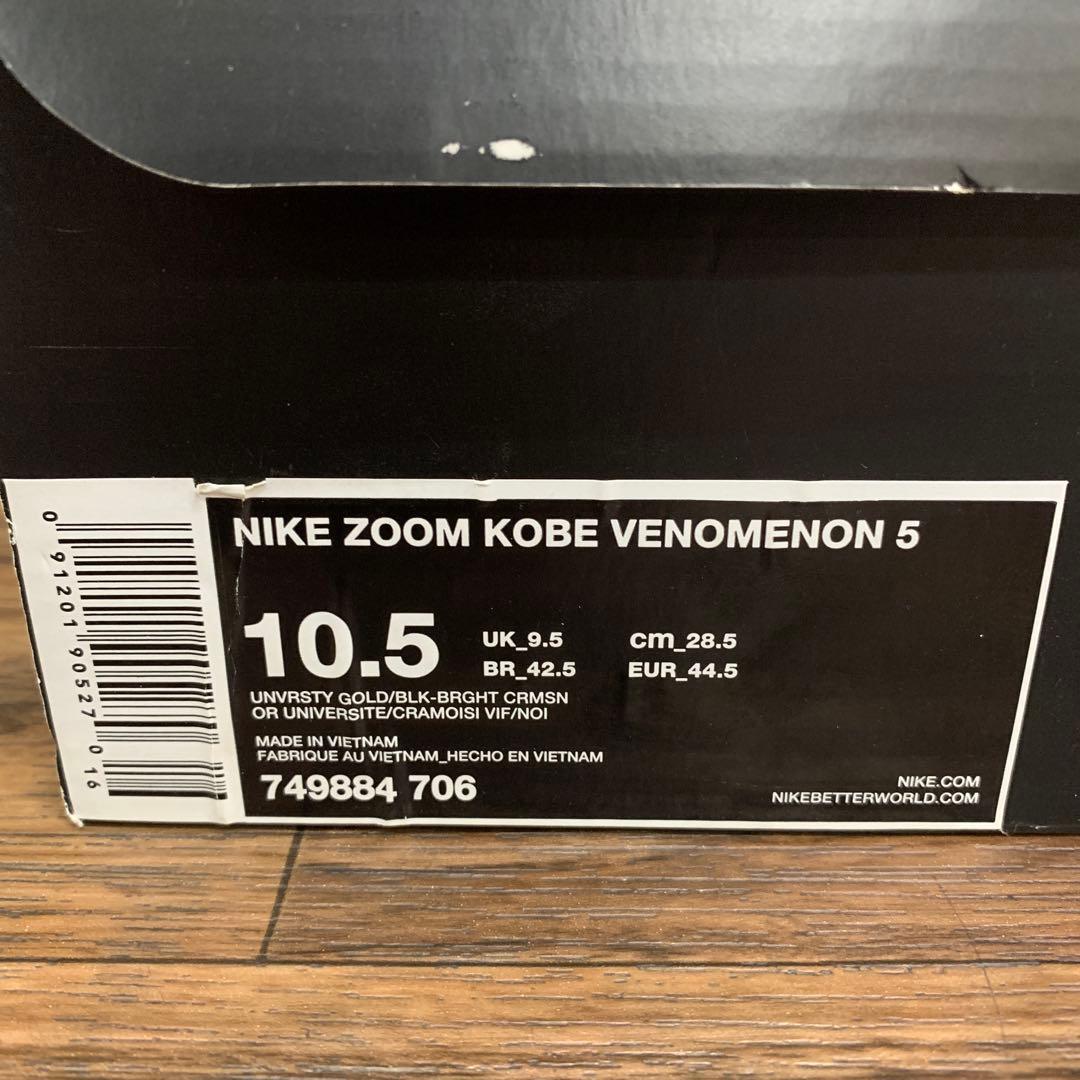 0 91201 90527 0 16
NIKE ZOOM KOBE VENOMENON 5
10.5
UK_9.5 cm_28.5
BR_42.5 EUR_44.5
UNVRSTY GOLD/BLK-BRGHT CRMSN
OR UNIVERSITE/CRAMOISI VIF/NOI
MADE IN VIETNAM
FABRIQUE AU VIETNAM_HECHO EN VIETNAM
749884 706
NIKE.COM
NIKEBETTERWORLD.COM